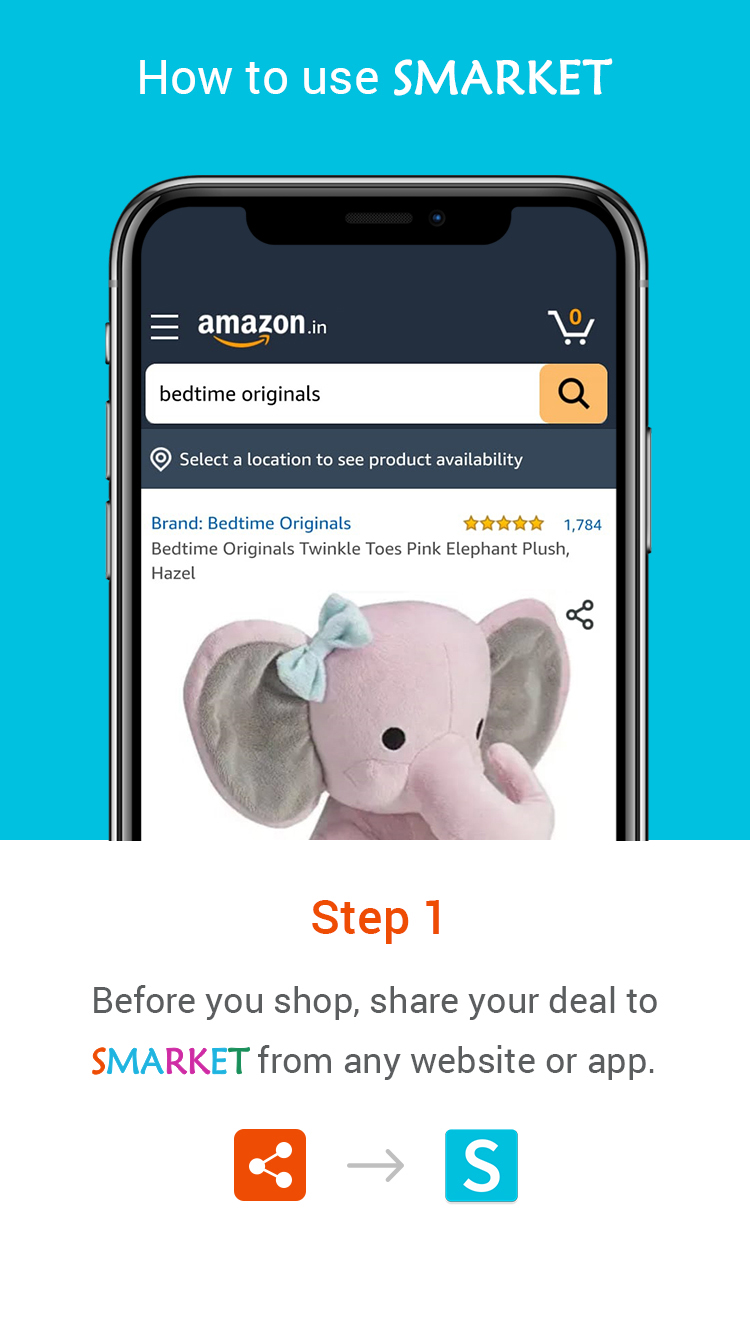 How to use SMARKET
amazon.in
0
bedtime originals
Select a location to see product availability
Brand: Bedtime Originals
1,784
Bedtime Originals Twinkle Toes Pink Elephant Plush,
Hazel
Step 1
Before you shop, share your deal to
SMARKET from any website or app.
S